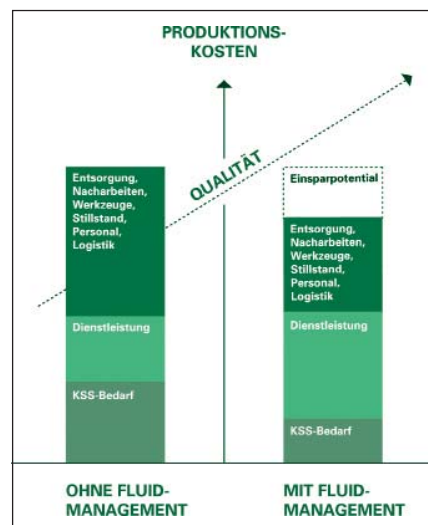 PRODUKTIONS-
KOSTEN
QUALITÄT
Entsorgung,
Nacharbeiten,
Werkzeuge,
Stillstand,
Personal,
Logistik
Dienstleistung
KSS-Bedarf
Einsparpotential
Entsorgung,
Nacharbeiten,
Werkzeuge,
Stillstand,
Personal,
Logistik
Dienstleistung
KSS-Bedarf
OHNE FLUID-
MANAGEMENT
MIT FLUID-
MANAGEMENT